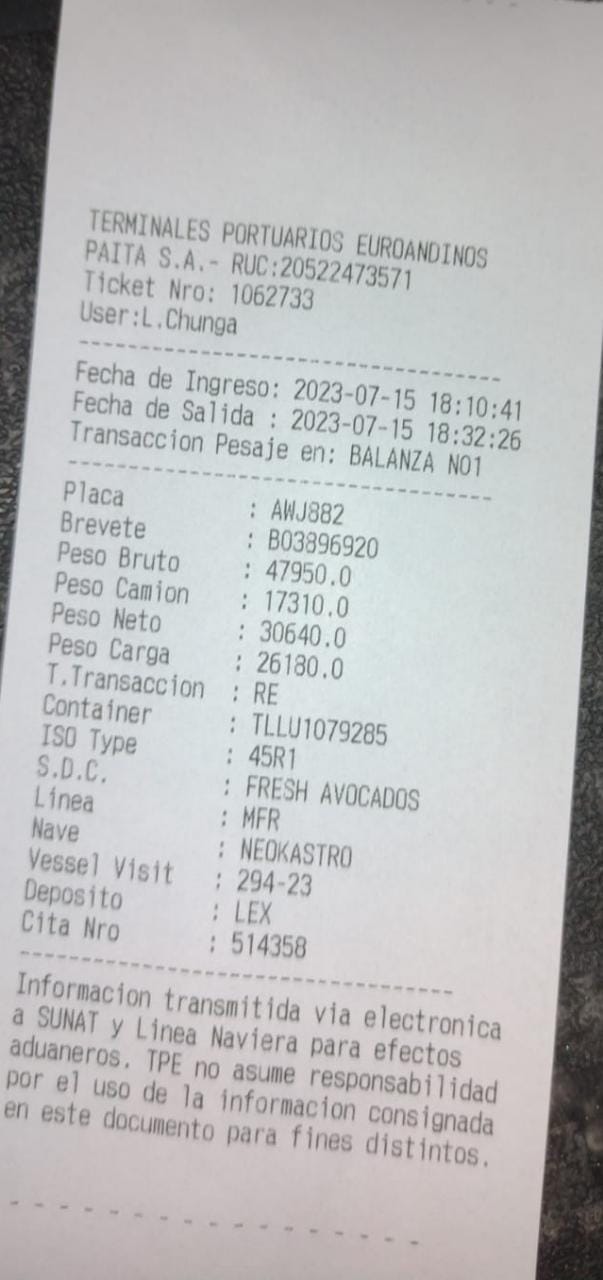 TERMINALES PORTUARIOS EUROANDINOS
PAITA S.A.- RUC:20522473571
Ticket Nro: 1062733
User:L.Chunga
Fecha de Ingreso: 2023-07-15 18:10:41
Fecha de Salida : 2023-07-15 18:32:26
Transaccion Pesaje en: BALANZA NO1
Placa : AWJ882
Brevete : B03896920
Peso Bruto : 47950.0
Peso Camion : 17310.0
Peso Neto : 30640.0
Peso Carga : 26180.0
T.Transaccion : RE
Container : TLLU1079285
ISO Type : 45R1
S.D.C. : FRESH AVOCADOS
Linea : MFR
Nave : NEOKASTRO
Vessel Visit : 294-23
Deposito : LEX
Cita Nro : 514358
Informacion transmitida via electronica
a SUNAT y Linea Naviera para efectos
aduaneros. TPE no asume responsabilidad
por el uso de la informacion consignada
en este documento para fines distintos.